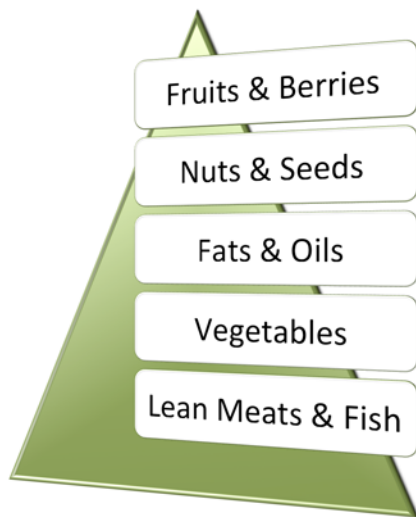 Fruits & Berries
Nuts & Seeds
Fats & Oils
Vegetables
Lean Meats & Fish